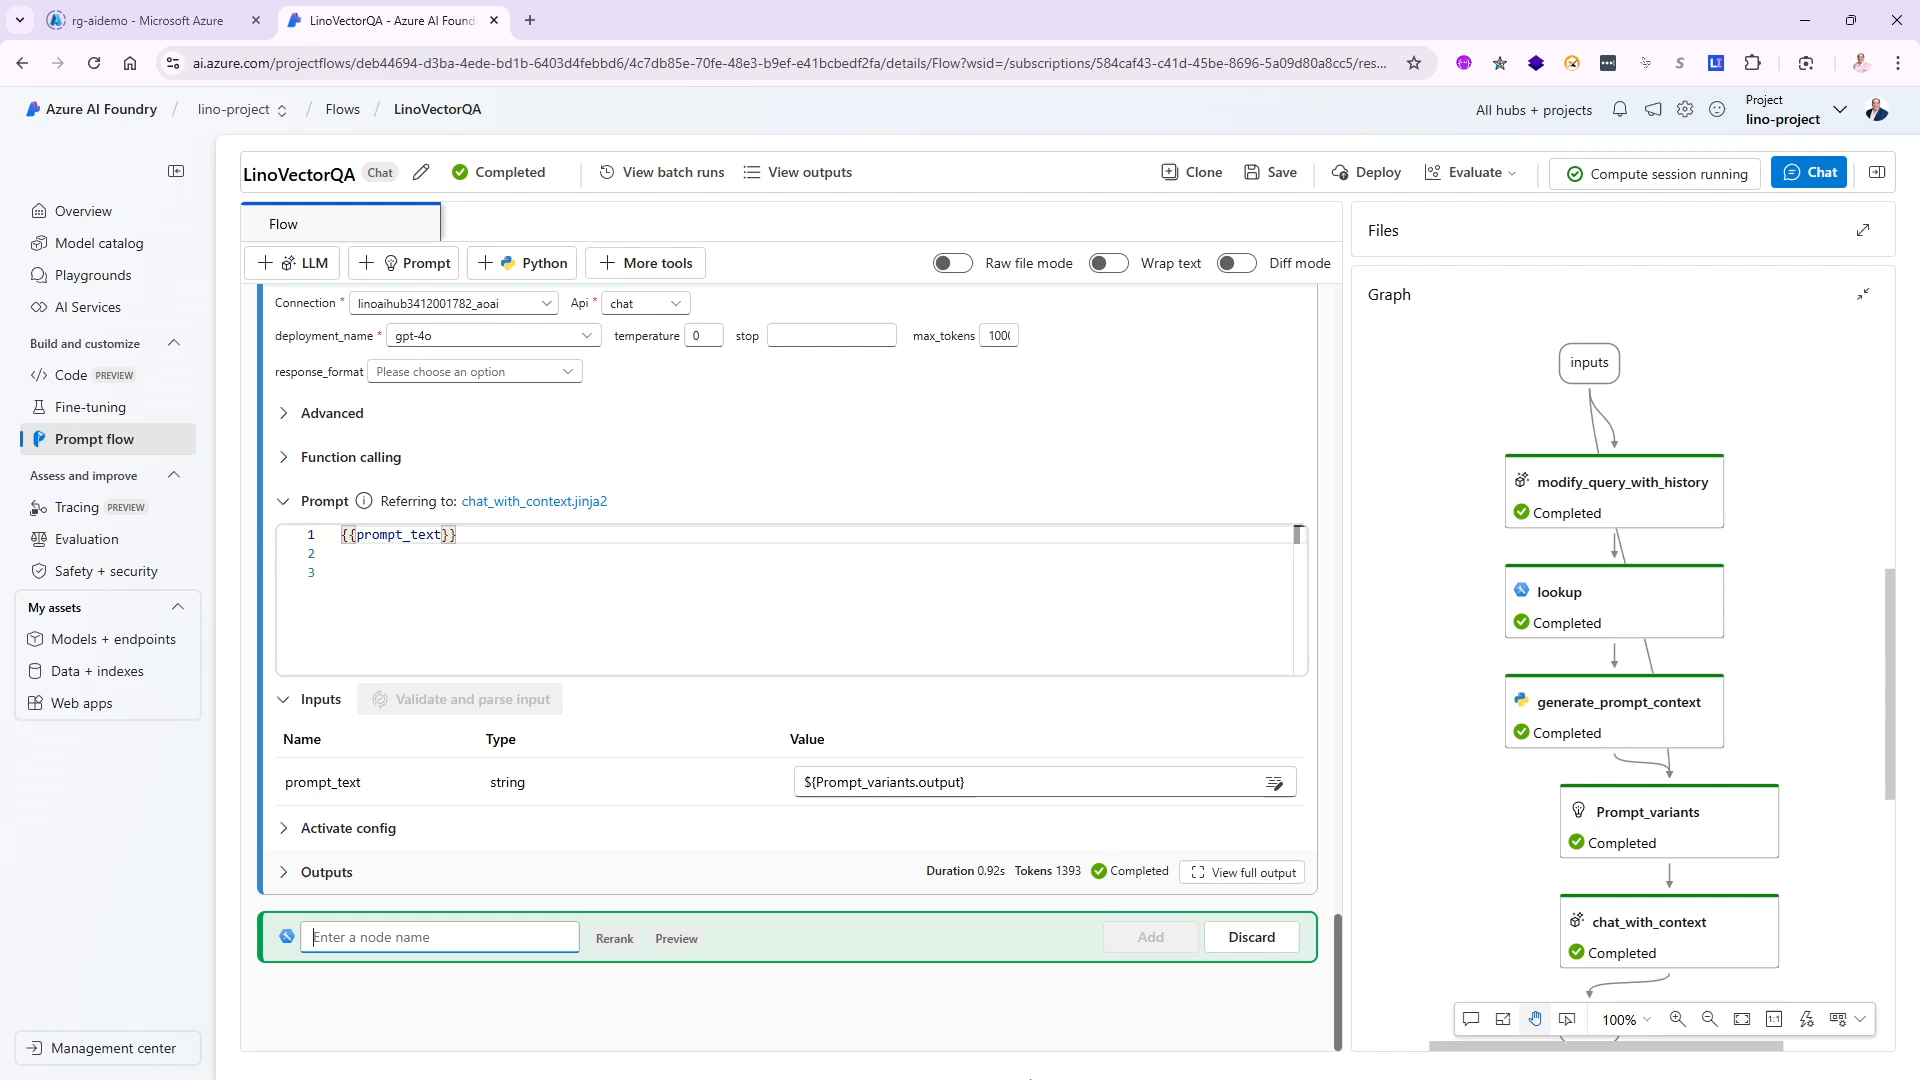 rg-aidemo - Microsoft Azure
LinoVectorQA - Azure AI Found
ai.azure.com/projectflows/deb44694-d3ba-4ede-bd1b-6403d4febbd6/4c7db85e-70fe-48e3-b9ef-e41bcbedf2fa/details/Flow?wsid=/subscriptions/584caf43-c41d-45be-8696-5a09d80a8cc5/res...
Azure AI Foundry / lino-project / Flows / LinoVectorQA
All hubs + projects
Project
lino-project
Overview
Model catalog
Playgrounds
AI Services
Build and customize
Code PREVIEW
Fine-tuning
Prompt flow
Assess and improve
Tracing PREVIEW
Evaluation
Safety + security
My assets
Models + endpoints
Data + indexes
Web apps
Management center
LinoVectorQA Chat Completed View batch runs View outputs Clone Save Deploy Evaluate Compute session running Chat
Flow
LLM Prompt Python More tools Raw file mode Wrap text Diff mode
Connection * linoaihub3412001782_aoai Api * chat
deployment_name * gpt-4o temperature 0 stop max_tokens 100
response_format Please choose an option
Advanced
Function calling
Prompt Referring to: chat_with_context.jinja2
1 {{prompt_text}}
2
3
Inputs Validate and parse input
Name Type Value
prompt_text string ${Prompt_variants.output}
Activate config
Outputs Duration 0.92s Tokens 1393 Completed View full output
Enter a node name Rerank Preview Add Discard
Files
Graph
inputs
modify_query_with_history
Completed
lookup
Completed
generate_prompt_context
Completed
Prompt_variants
Completed
chat_with_context
Completed
100%
1:1